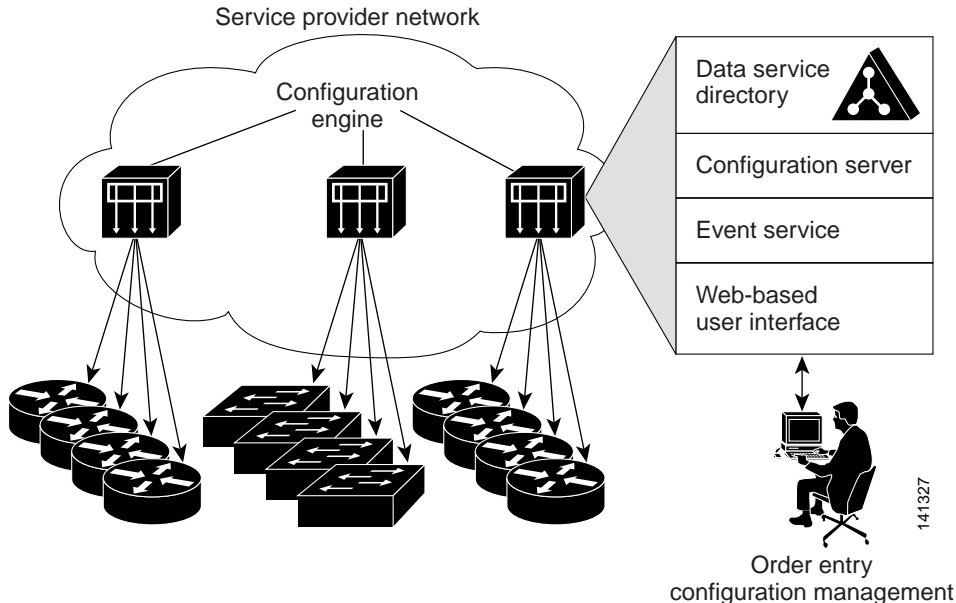 Service provider network
Configuration
engine
Data service
directory
Configuration server
Event service
Web-based
user interface
141327
Order entry
configuration management